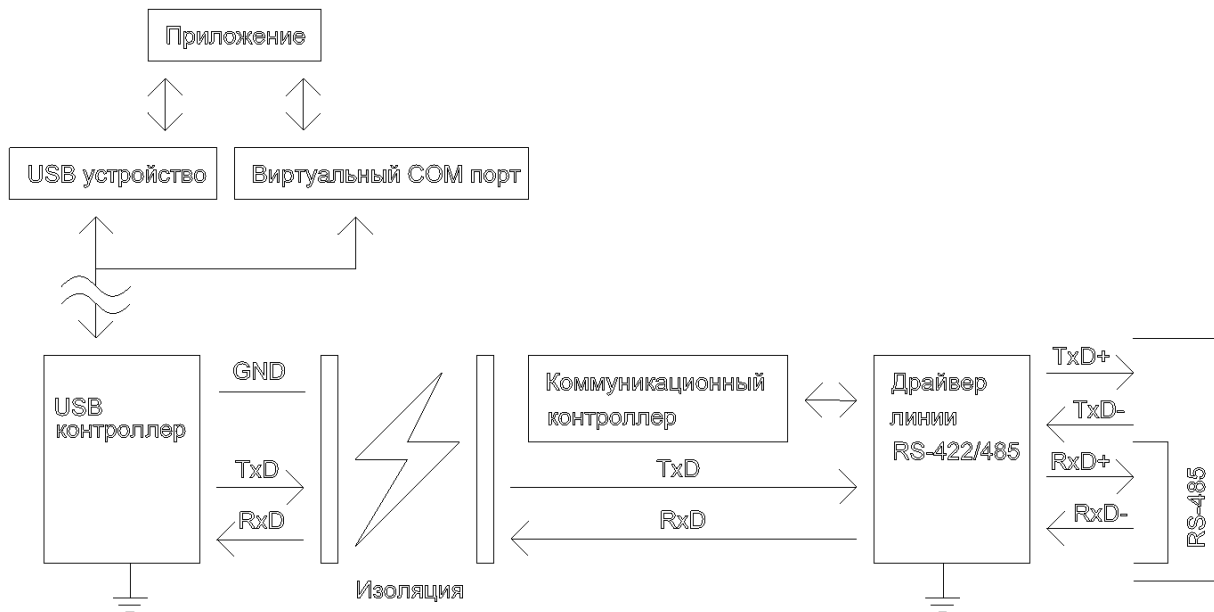 Приложение
USB устройство
Виртуальный COM порт
USB
контроллер
GND
TxD
RxD
Изоляция
Коммуникационный
контроллер
TxD
RxD
Драйвер
линии
RS-422/485
TxD+
TxD-
RxD+
RxD-
RS-485